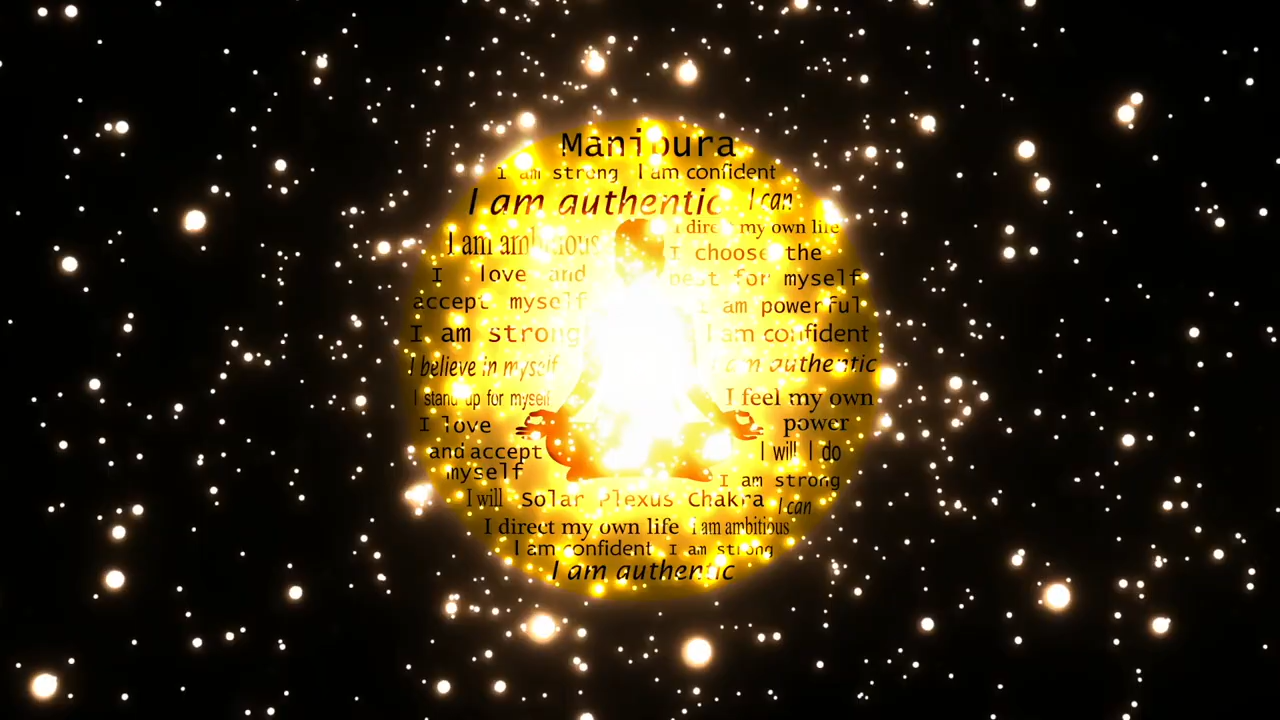 Manipura
I am strong I am confident
I am authentic I can
I direct my own life
I am ambitious I choose the
I love and best for myself
accept myself I am powerful
I am strong I am confident
I believe in myself I am authentic
I stand up for myself I feel my own
I love power
and accept I will I do
myself I am strong
I will Solar Plexus Chakra I can
I direct my own life I am ambitious
I am confident I am strong
I am authentic